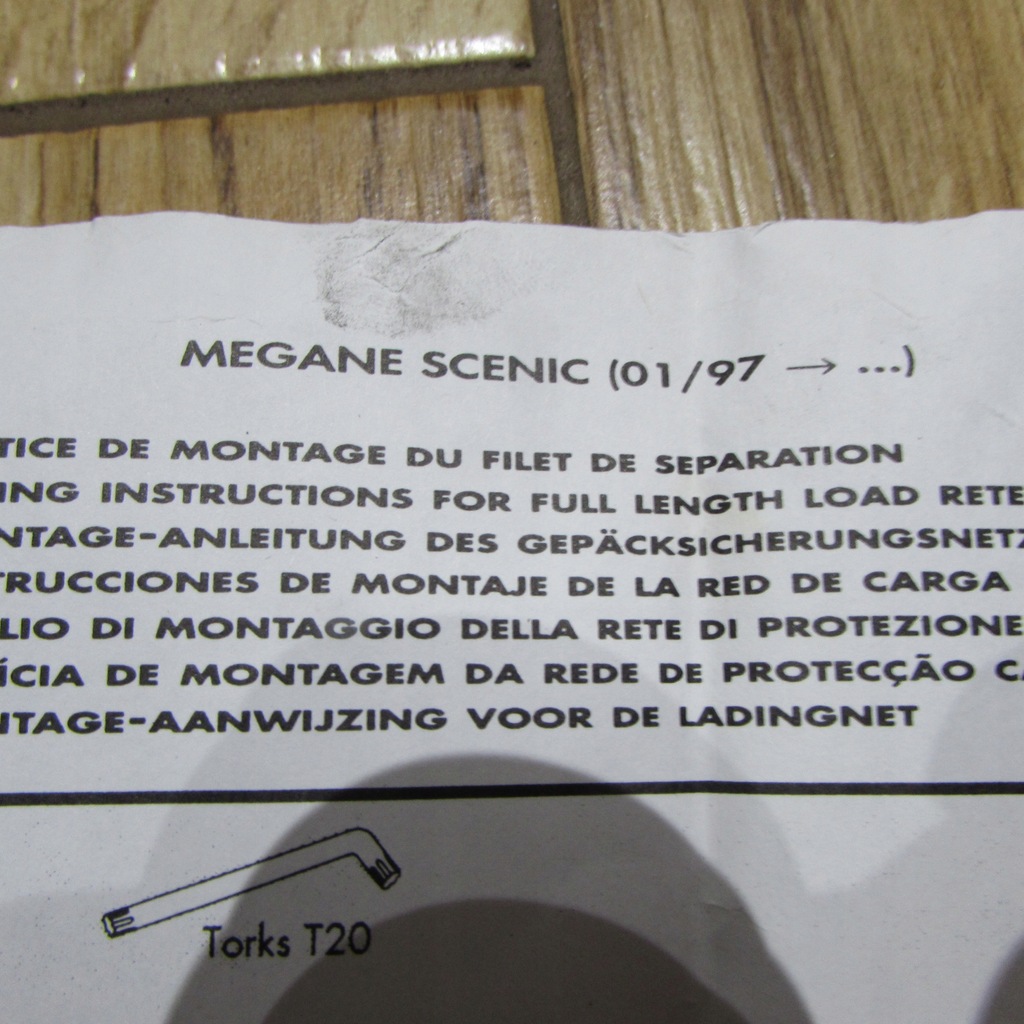 MEGANE SCENIC (01/97 → ...)
TICE DE MONTAGE DU FILET DE SEPARATION
ING INSTRUCTIONS FOR FULL LENGTH LOAD RETE
NTAGE-ANLEITUNG DES GEPÄCKSICHERUNGSNETZ
TRUCCIONES DE MONTAJE DE LA RED DE CARGA
LIO DI MONTAGGIO DELLA RETE DI PROTEZIONE
ÍCIA DE MONTAGEM DA REDE DE PROTECÇÃO CA
NTAGE-AANWIJZING VOOR DE LADINGNET
Torks T20